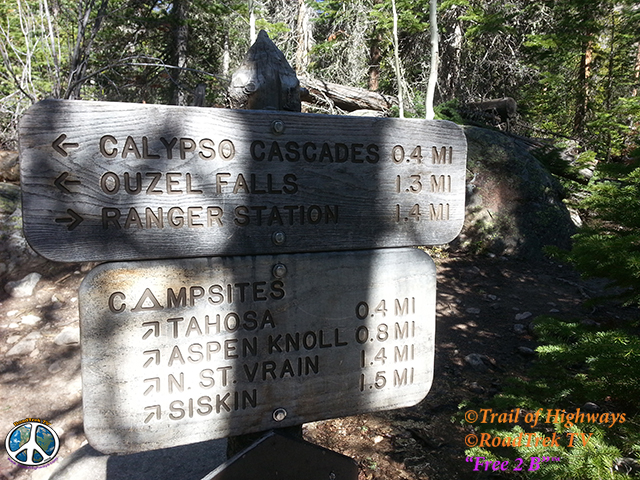 ← CALYPSO CASCADES 0.4 MI
← OUZEL FALLS 1.3 MI
→ RANGER STATION 1.4 MI
CAMPSITES
↗ TAHOSA 0.4 MI
↗ ASPEN KNOLL 0.8 MI
↗ N. ST. VRAIN 1.4 MI
↗ SISKIN 1.5 MI
©Trail of Highways
©RoadTrek TV
"Free 2 B"™